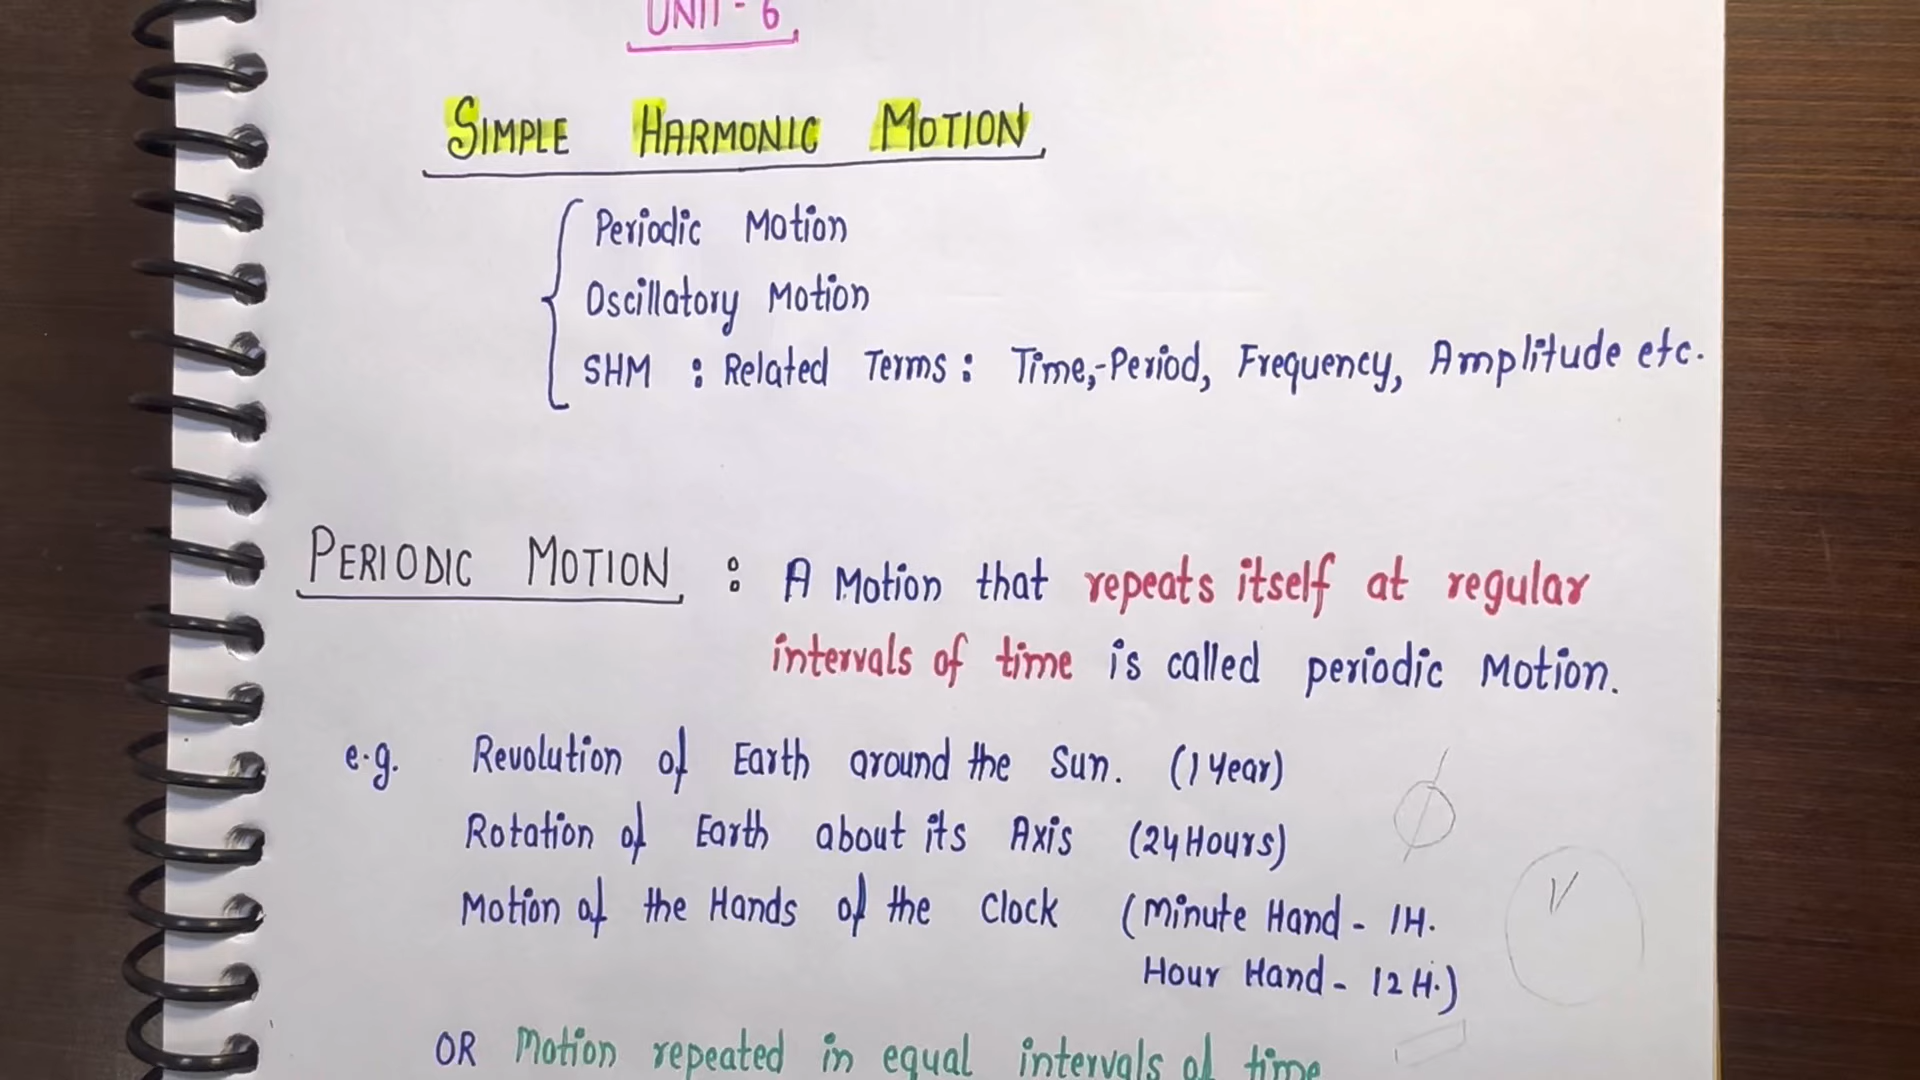 UNIT - 6
SIMPLE HARMONIC MOTION
Periodic Motion
Oscillatory Motion
SHM : Related Terms : Time,-Period, Frequency, Amplitude etc.
PERIODIC MOTION : A Motion that repeats itself at regular
intervals of time is called periodic Motion.
e.g. Revolution of Earth around the Sun. (1 Year)
Rotation of Earth about its Axis (24 Hours)
Motion of the Hands of the Clock (Minute Hand - 1H.
Hour Hand - 12 H.)
OR Motion repeated in equal intervals of time